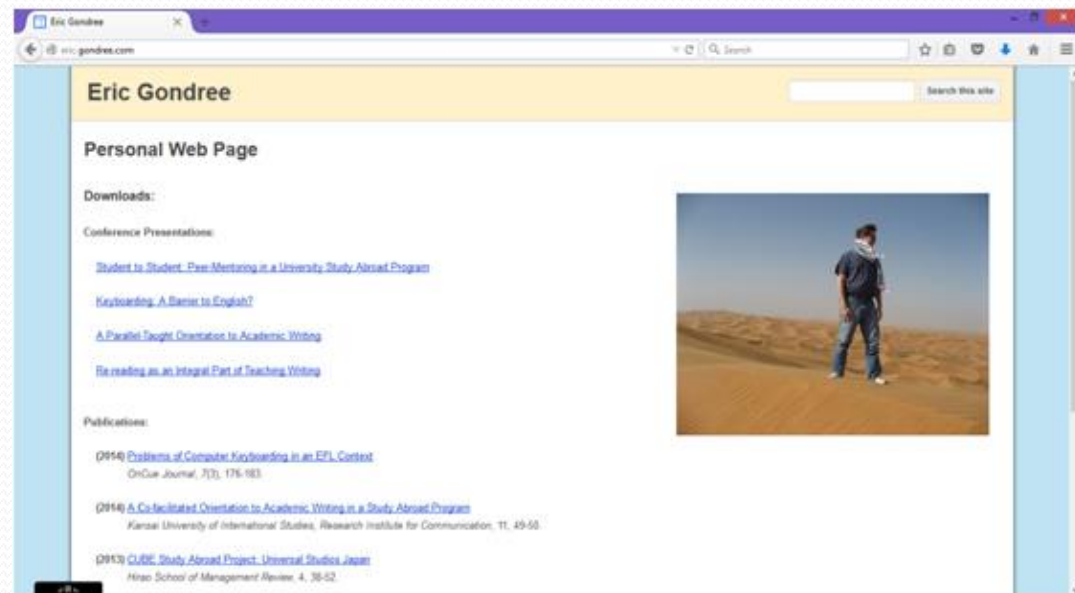 Eric Gondree
eric.gondree.com
Search
Eric Gondree
Search this site
Personal Web Page
Downloads:
Conference Presentations:
Student to Student: Peer-Mentoring in a University Study Abroad Program
Keyboarding: A Barrier to English?
A Parallel-Taught Orientation to Academic Writing
Re-reading as an Integral Part of Teaching Writing
Publications:
(2014) Problems of Computer Keyboarding in an EFL Context
OnCue Journal, 7(3), 176-183.
(2014) A Co-facilitated Orientation to Academic Writing in a Study Abroad Program
Kansai University of International Studies, Research Institute for Communication, 11, 49-58.
(2013) CUBE Study Abroad Project: Universal Studios Japan
Hirao School of Management Review, 4, 38-52.